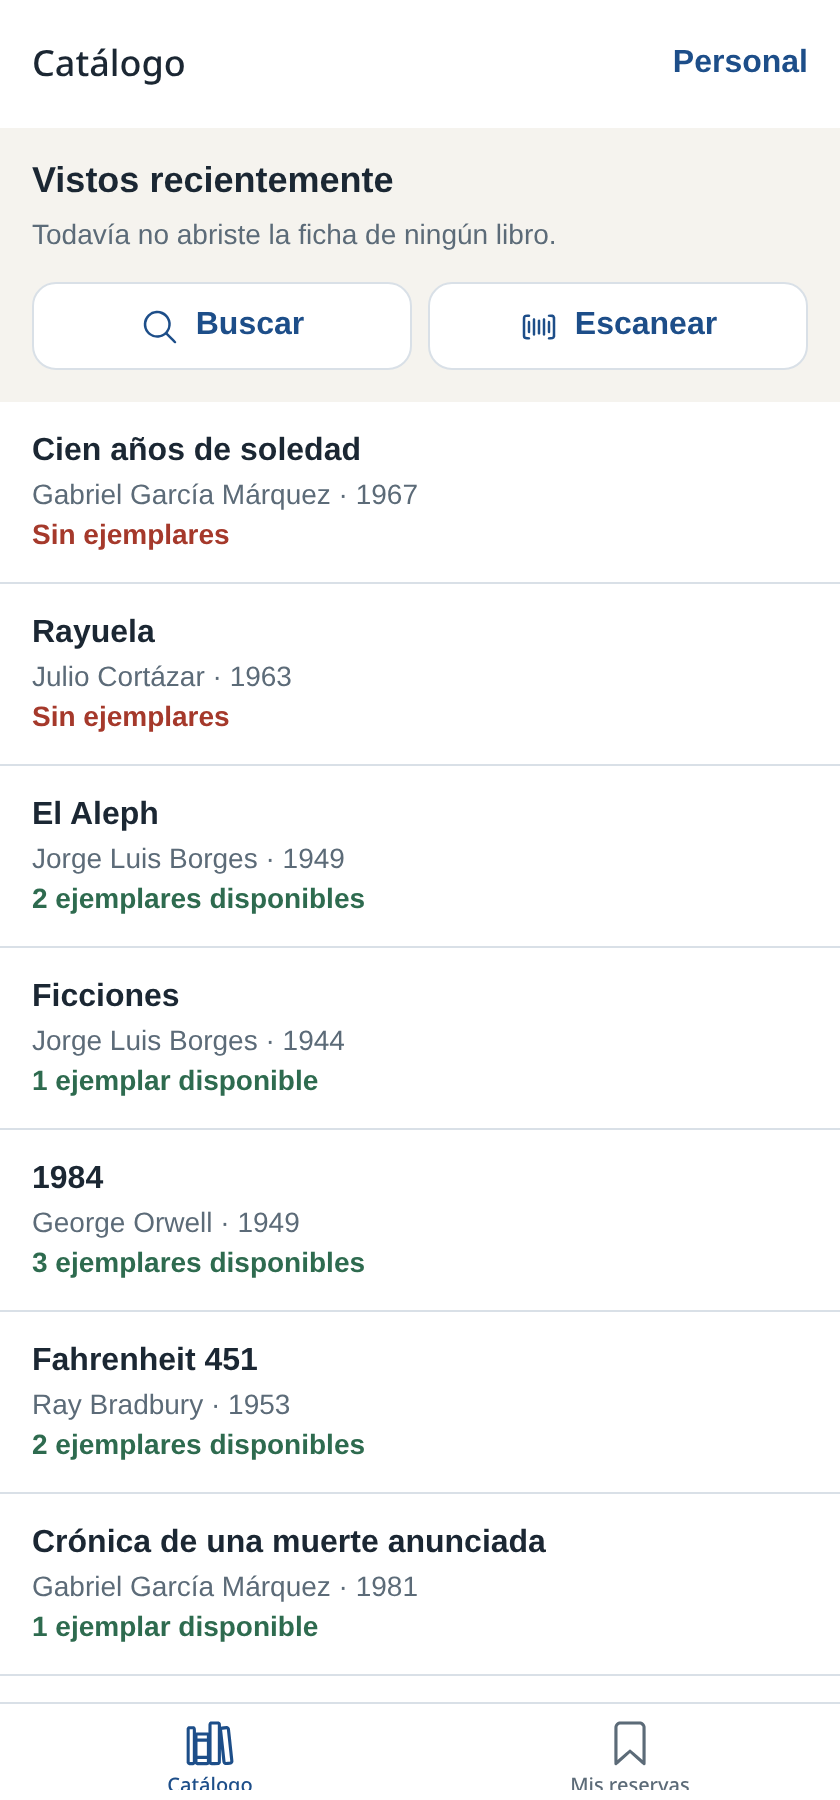 Catálogo
Personal
Vistos recientemente
Todavía no abriste la ficha de ningún libro.
Buscar
Escanear
Cien años de soledad
Gabriel García Márquez · 1967
Sin ejemplares
Rayuela
Julio Cortázar · 1963
Sin ejemplares
El Aleph
Jorge Luis Borges · 1949
2 ejemplares disponibles
Ficciones
Jorge Luis Borges · 1944
1 ejemplar disponible
1984
George Orwell · 1949
3 ejemplares disponibles
Fahrenheit 451
Ray Bradbury · 1953
2 ejemplares disponibles
Crónica de una muerte anunciada
Gabriel García Márquez · 1981
1 ejemplar disponible
Catálogo
Mis reservas